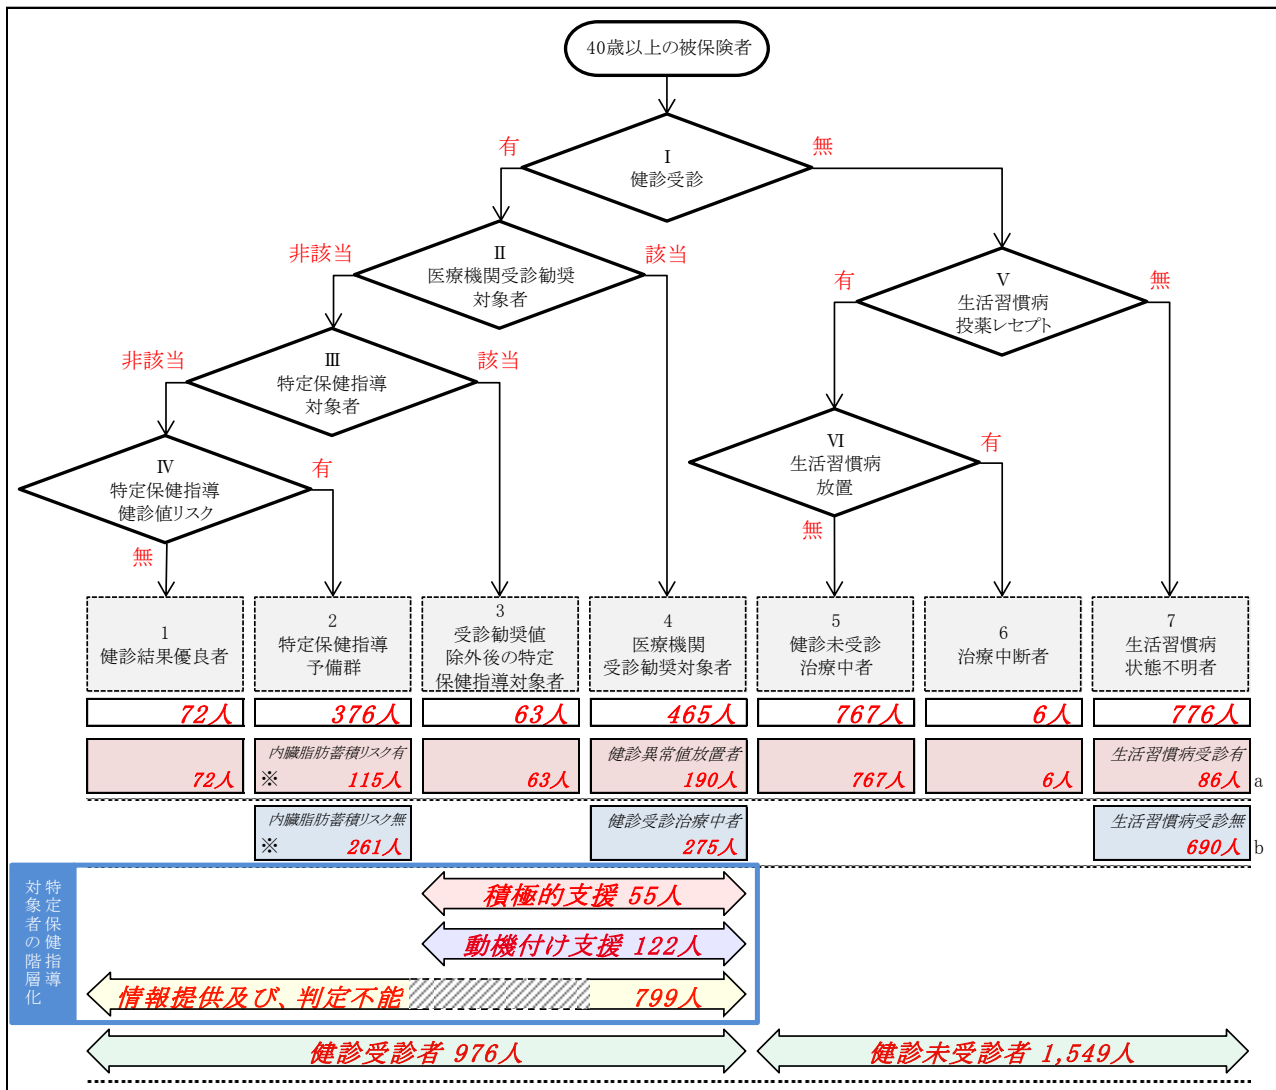 40歳以上の被保険者
有
Ⅰ
健診受診
無
非該当
Ⅱ
医療機関受診勧奨
対象者
該当
有
Ⅴ
生活習慣病
投薬レセプト
無
非該当
Ⅲ
特定保健指導
対象者
該当
Ⅳ
特定保健指導
健診値リスク
有
無
Ⅵ
生活習慣病
放置
有
無
1
健診結果優良者
2
特定保健指導
予備群
3
受診勧奨値
除外後の特定
保健指導対象者
4
医療機関
受診勧奨対象者
5
健診未受診
治療中者
6
治療中断者
7
生活習慣病
状態不明者
72人
376人
63人
465人
767人
6人
776人
72人
内臓脂肪蓄積リスク有
※ 115人
63人
健診異常値放置者
190人
767人
6人
生活習慣病受診有
86人
a
内臓脂肪蓄積リスク無
※ 261人
健診受診治療中者
275人
生活習慣病受診無
690人
b
特定保健指導
対象者の階層化
積極的支援 55人
動機付け支援 122人
情報提供及び、判定不能 799人
健診受診者 976人
健診未受診者 1,549人